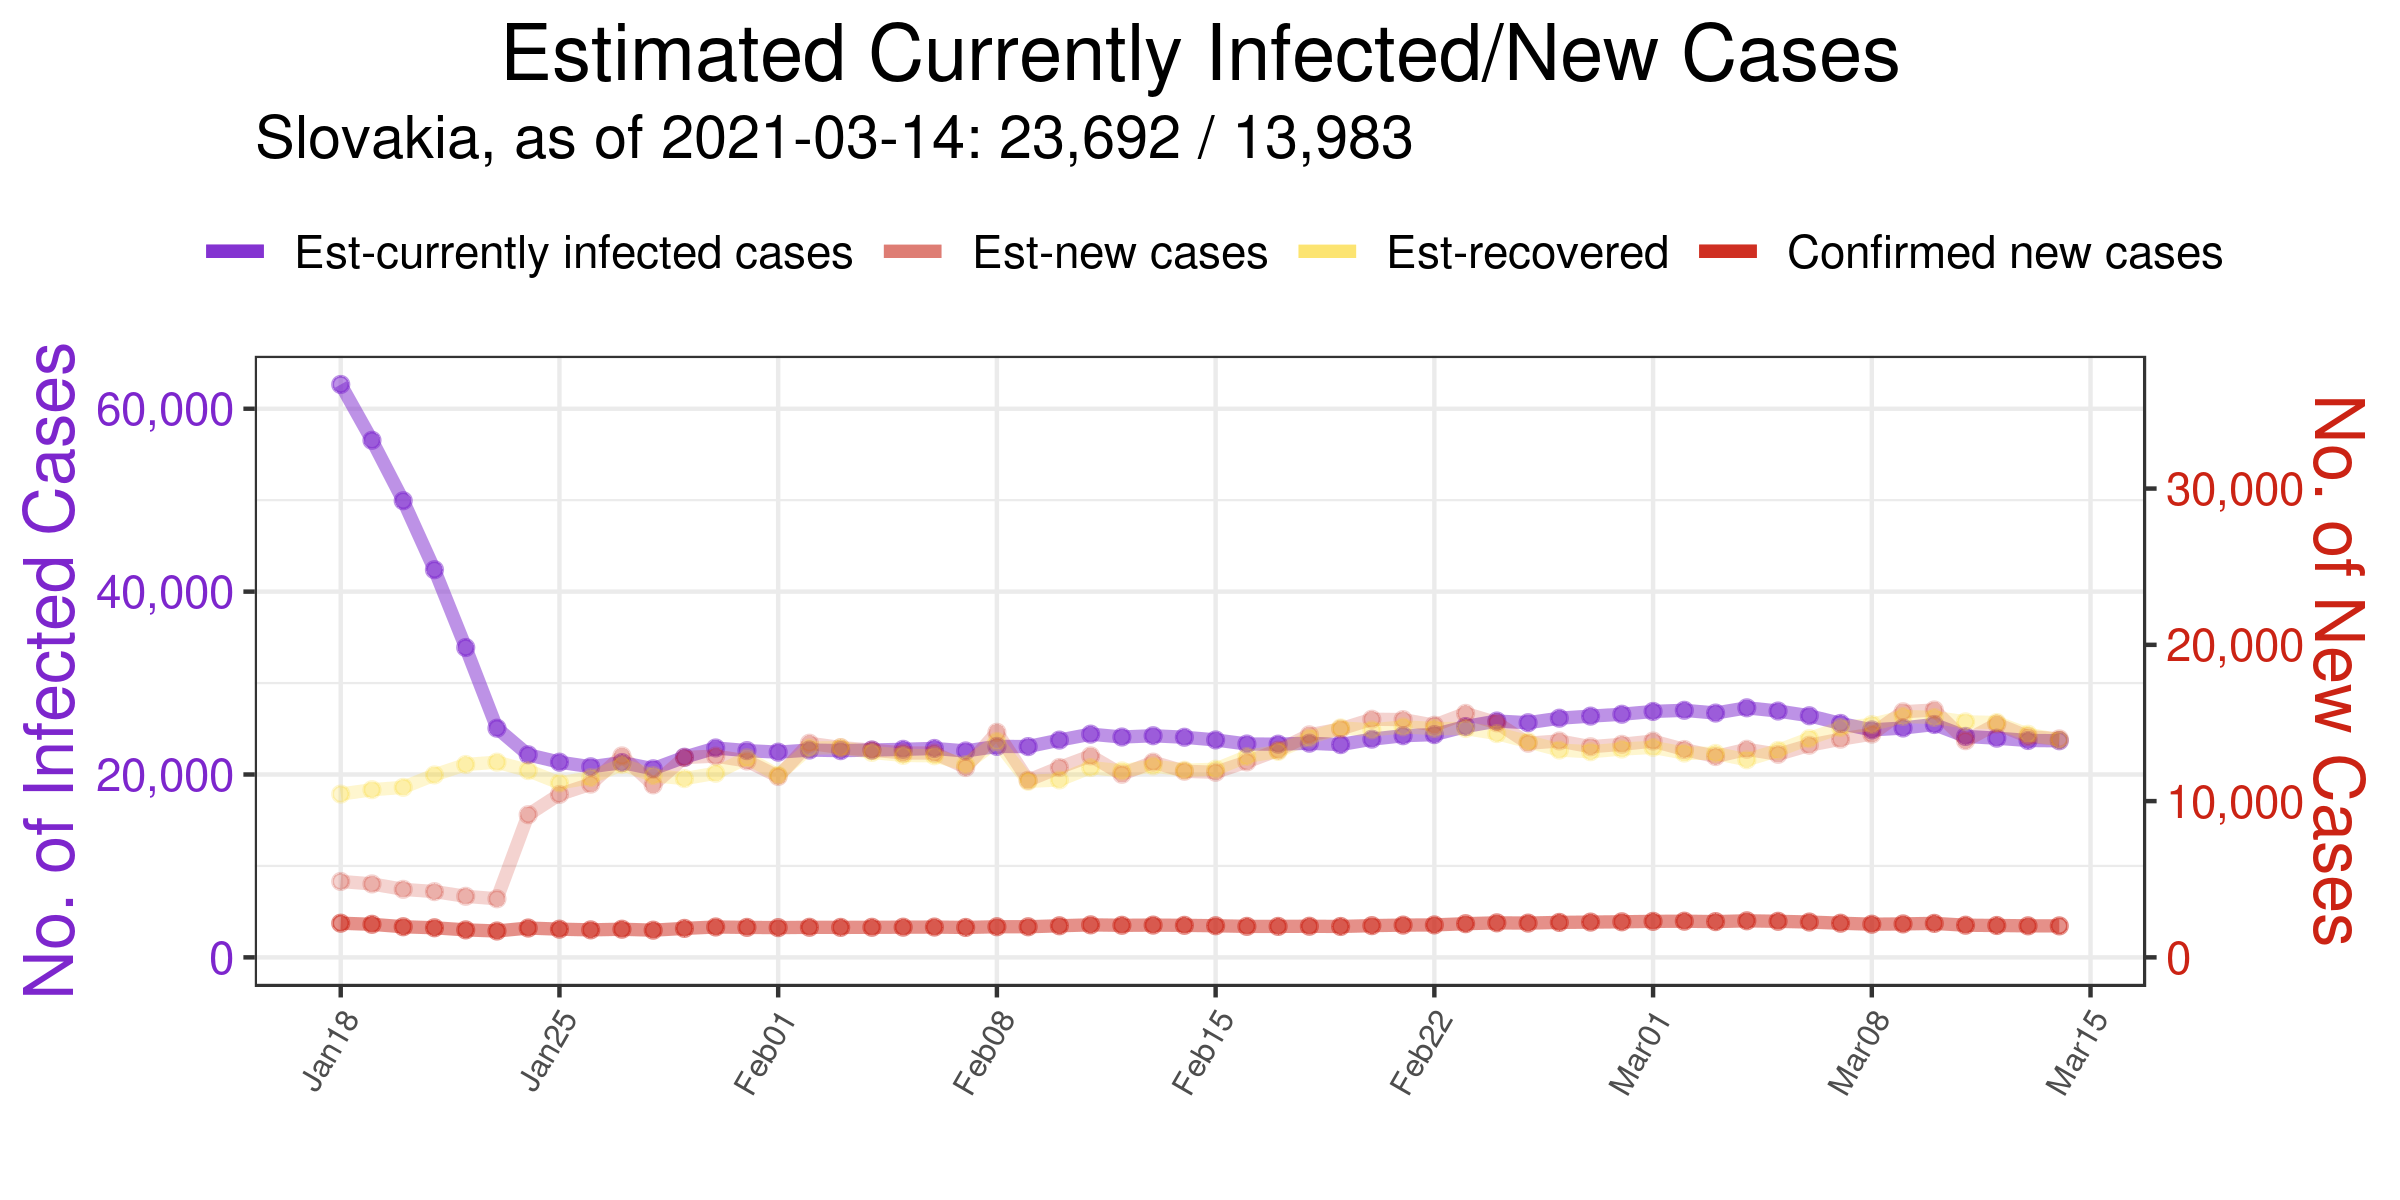 Estimated Currently Infected/New Cases
Slovakia, as of 2021-03-14: 23,692 / 13,983
Est-currently infected cases Est-new cases Est-recovered Confirmed new cases
No. of Infected Cases
60,000
40,000
20,000
0
30,000
20,000
10,000
0
No. of New Cases
Jan18 Jan25 Feb01 Feb08 Feb15 Feb22 Mar01 Mar08 Mar15